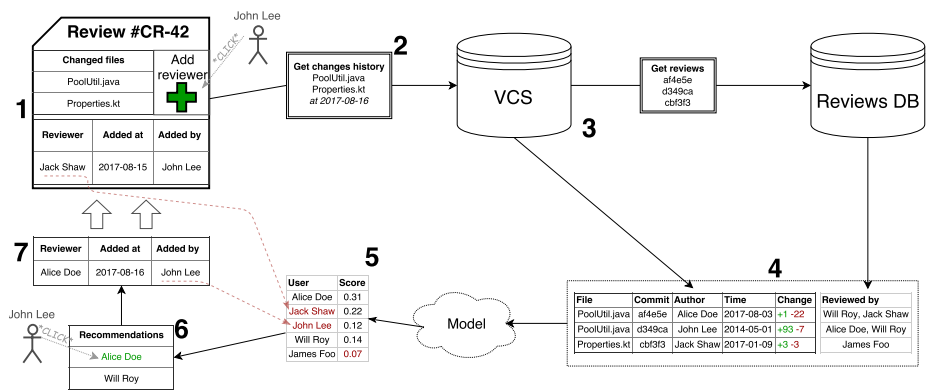 John Lee
Review #CR-42
Changed files
PoolUtil.java
Properties.kt
Add
reviewer
*CLICK*
1
Reviewer Added at Added by
Jack Shaw 2017-08-15 John Lee
2
Get changes history
PoolUtil.java
Properties.kt
at 2017-08-16
VCS
3
Get reviews
af4e5e
d349ca
cbf3f3
Reviews DB
4
File Commit Author Time Change Reviewed by
PoolUtil.java af4e5e Alice Doe 2017-08-03 +1 -22 Will Roy, Jack Shaw
PoolUtil.java d349ca John Lee 2014-05-01 +93 -7 Alice Doe, Will Roy
Properties.kt cbf3f3 Jack Shaw 2017-01-09 +3 -3 James Foo
Model
5
User Score
Alice Doe 0.31
Jack Shaw 0.22
John Lee 0.12
Will Roy 0.14
James Foo 0.07
6
John Lee
*CLICK*
Recommendations
Alice Doe
Will Roy
7
Reviewer Added at Added by
Alice Doe 2017-08-16 John Lee